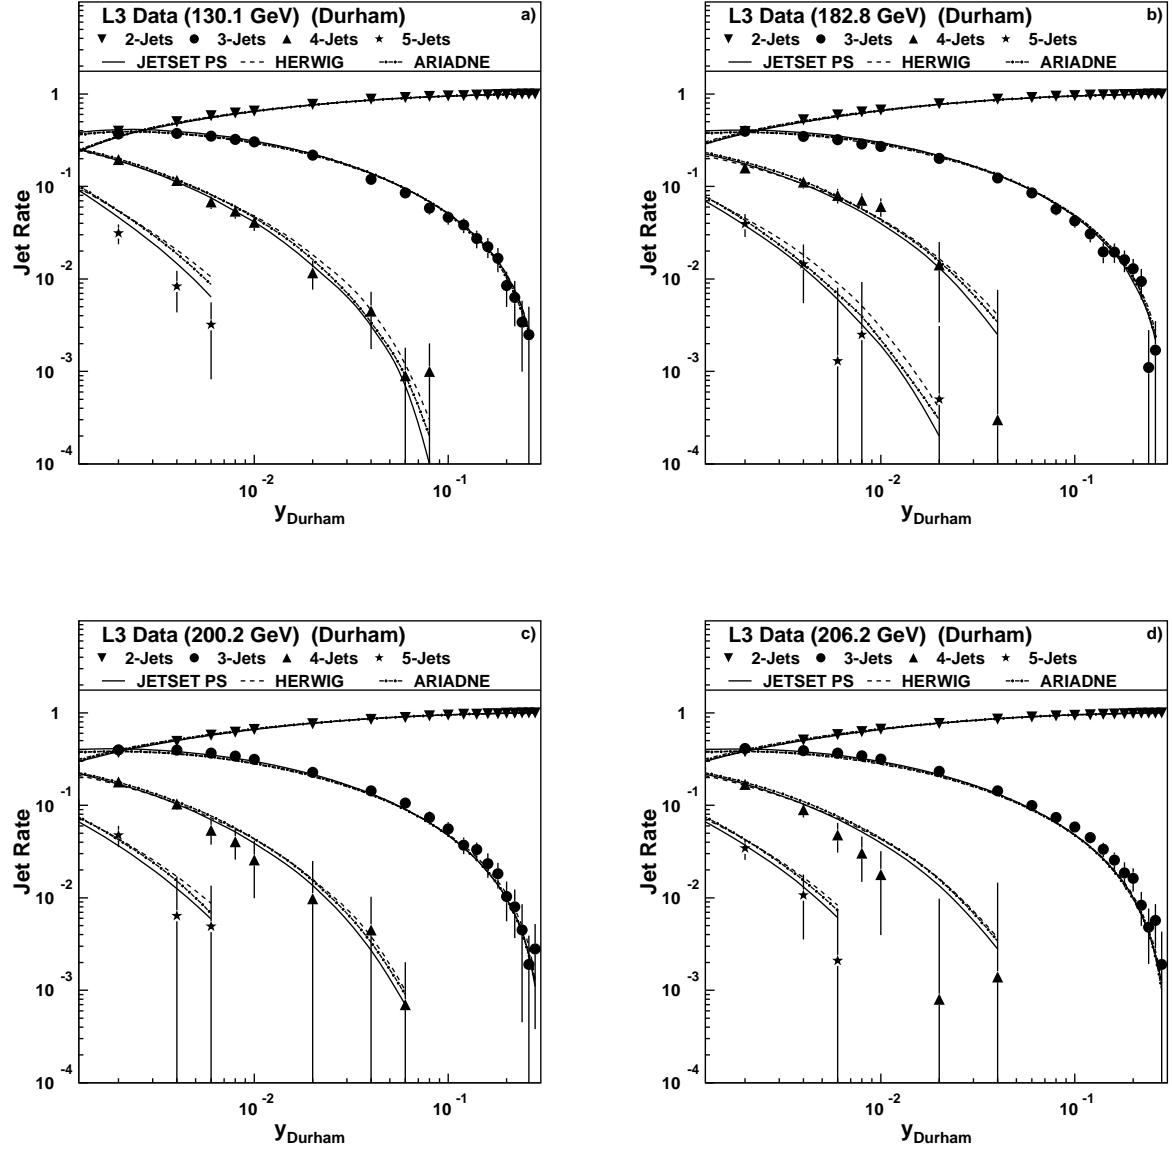 L3 Data (130.1 GeV) (Durham) a)
2-Jets 3-Jets 4-Jets 5-Jets
JETSET PS HERWIG ARIADNE
Jet Rate
1
10 -1
10 -2
10 -3
10 -4
10 -2
10 -1
y Durham
L3 Data (182.8 GeV) (Durham) b)
2-Jets 3-Jets 4-Jets 5-Jets
JETSET PS HERWIG ARIADNE
Jet Rate
1
10 -1
10 -2
10 -3
10 -4
10 -2
10 -1
y Durham
L3 Data (200.2 GeV) (Durham) c)
2-Jets 3-Jets 4-Jets 5-Jets
JETSET PS HERWIG ARIADNE
Jet Rate
1
10 -1
10 -2
10 -3
10 -4
10 -2
10 -1
y Durham
L3 Data (206.2 GeV) (Durham) d)
2-Jets 3-Jets 4-Jets 5-Jets
JETSET PS HERWIG ARIADNE
Jet Rate
1
10 -1
10 -2
10 -3
10 -4
10 -2
10 -1
y Durham